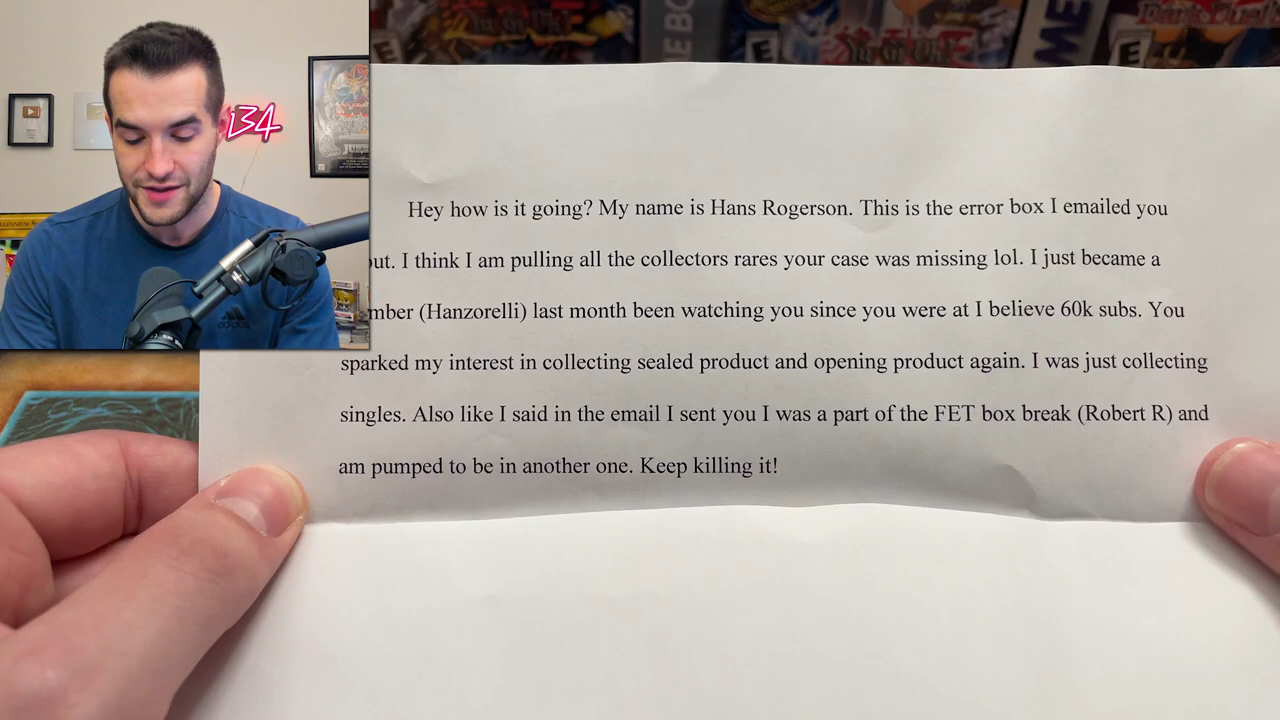 134
Hey how is it going? My name is Hans Rogerson. This is the error box I emailed you
out. I think I am pulling all the collectors rares your case was missing lol. I just became a
mber (Hanzorelli) last month been watching you since you were at I believe 60k subs. You
sparked my interest in collecting sealed product and opening product again. I was just collecting
singles. Also like I said in the email I sent you I was a part of the FET box break (Robert R) and
am pumped to be in another one. Keep killing it!
adidas